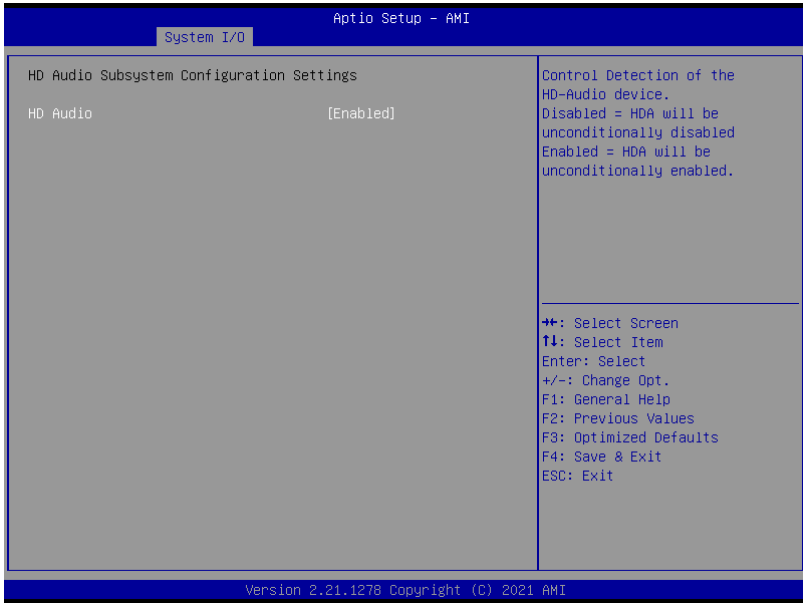 Aptio Setup - AMI
System I/O
HD Audio Subsystem Configuration Settings
HD Audio [Enabled]
Control Detection of the
HD-Audio device.
Disabled = HDA will be
unconditionally disabled
Enabled = HDA will be
unconditionally enabled.
→←: Select Screen
↑↓: Select Item
Enter: Select
+/-: Change Opt.
F1: General Help
F2: Previous Values
F3: Optimized Defaults
F4: Save & Exit
ESC: Exit
Version 2.21.1278 Copyright (C) 2021 AMI